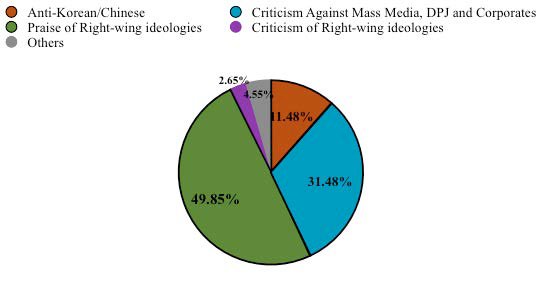 Anti-Korean/Chinese
Criticism Against Mass Media, DPJ and Corporates
Praise of Right-wing ideologies
Criticism of Right-wing ideologies
Others
2.65%
4.55%
11.48%
31.48%
49.85%